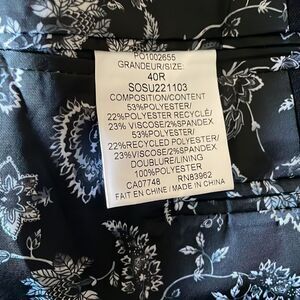 PO1002655
GRANDEUR/SIZE:
40R
SOSU221103
COMPOSITION/CONTENT
53%POLYESTER/
22%POLYESTER RECYCLÉ/
23% VISCOSE/2%SPANDEX
53%POLYESTER/
22%RECYCLED POLYESTER/
23%VISCOSE/2%SPANDEX
DOUBLURE/LINING
100%POLYESTER
CA07748 RN83962
FAIT EN CHINE / MADE IN CHINA